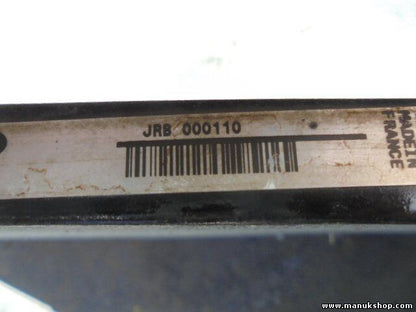 JRB 000110
MADE IN
FRANCE
www.manukshop.com